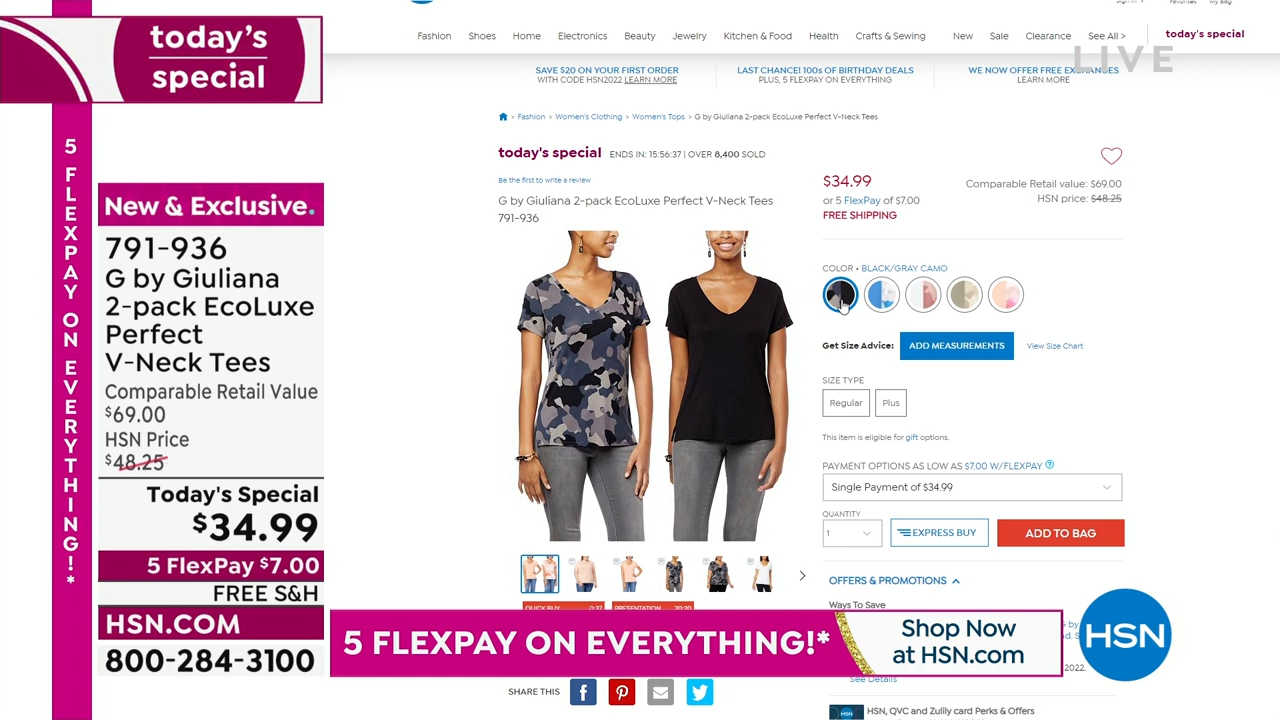 today's
special
5 FLEXPAY ON EVERYTHING!*
New & Exclusive.
791-936
G by Giuliana
2-pack EcoLuxe
Perfect
V-Neck Tees
Comparable Retail Value
$69.00
HSN Price
$48.25
Today's Special
$34.99
5 FlexPay $7.00
FREE S&H
HSN.COM
800-284-3100
Fashion Shoes Home Electronics Beauty Jewelry Kitchen & Food Health Crafts & Sewing New Sale Clearance See All > today's special
LIVE
SAVE $20 ON YOUR FIRST ORDER
WITH CODE HSN2022 LEARN MORE
LAST CHANCE! 100s OF BIRTHDAY DEALS
PLUS, 5 FLEXPAY ON EVERYTHING
WE NOW OFFER FREE EXCHANGES
LEARN MORE
> Fashion > Women's Clothing > Women's Tops > G by Giuliana 2-pack EcoLuxe Perfect V-Neck Tees
today's special ENDS IN: 15:56:37 | OVER 8,400 SOLD
Be the first to write a review
G by Giuliana 2-pack EcoLuxe Perfect V-Neck Tees
791-936
$34.99
or 5 FlexPay of $7.00
FREE SHIPPING
Comparable Retail value: $69.00
HSN price: $48.25
COLOR • BLACK/GRAY CAMO
Get Size Advice: ADD MEASUREMENTS View Size Chart
SIZE TYPE
Regular Plus
This item is eligible for gift options.
PAYMENT OPTIONS AS LOW AS $7.00 W/FLEXPAY ?
Single Payment of $34.99
QUANTITY
1 EXPRESS BUY ADD TO BAG
OFFERS & PROMOTIONS
Ways To Save
QUICK BUY 0:37 PRESENTATION 20:20
5 FLEXPAY ON EVERYTHING!*
Shop Now
at HSN.com
HSN
2022.
See Details
SHARE THIS
HSN, QVC and Zulily card Perks & Offers